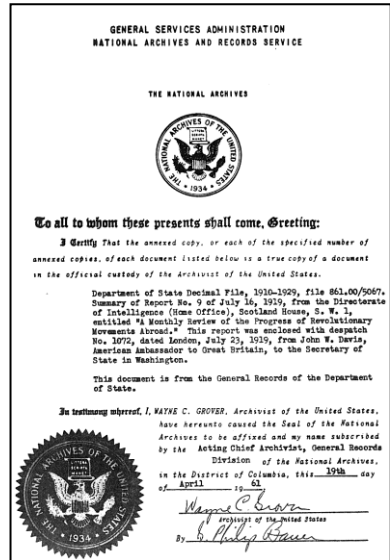 GENERAL SERVICES ADMINISTRATION
NATIONAL ARCHIVES AND RECORDS SERVICE
THE NATIONAL ARCHIVES
THE NATIONAL ARCHIVES OF THE UNITED STATES
• 1934 •
To all to whom these presents shall come, Greeting:
I Certify That the annexed copy, or each of the specified number of
annexed copies, of each document listed below is a true copy of a document
in the official custody of the Archivist of the United States.
Department of State Decimal File, 1910-1929, file 861.00/5067.
Summary of Report No. 9 of July 16, 1919, from the Directorate
of Intelligence (Home Office), Scotland House, S. W. 1,
entitled "A Monthly Review of the Progress of Revolutionary
Movements Abroad." This report was enclosed with despatch
No. 1072, dated London, July 23, 1919, from John W. Davis,
American Ambassador to Great Britain, to the Secretary of
State in Washington.
This document is from the General Records of the Department
of State.
In testimony whereof, I, WAYNE C. GROVER, Archivist of the United States,
have hereunto caused the Seal of the National
Archives to be affixed and my name subscribed
by the Acting Chief Archivist, General Records
Division of the National Archives,
in the District of Columbia, this 19th day
of April 19 61
Wayne C. Grover
Archivist of the United States
By G. Philip Bauer
THE NATIONAL ARCHIVES OF THE UNITED STATES
• 1934 •